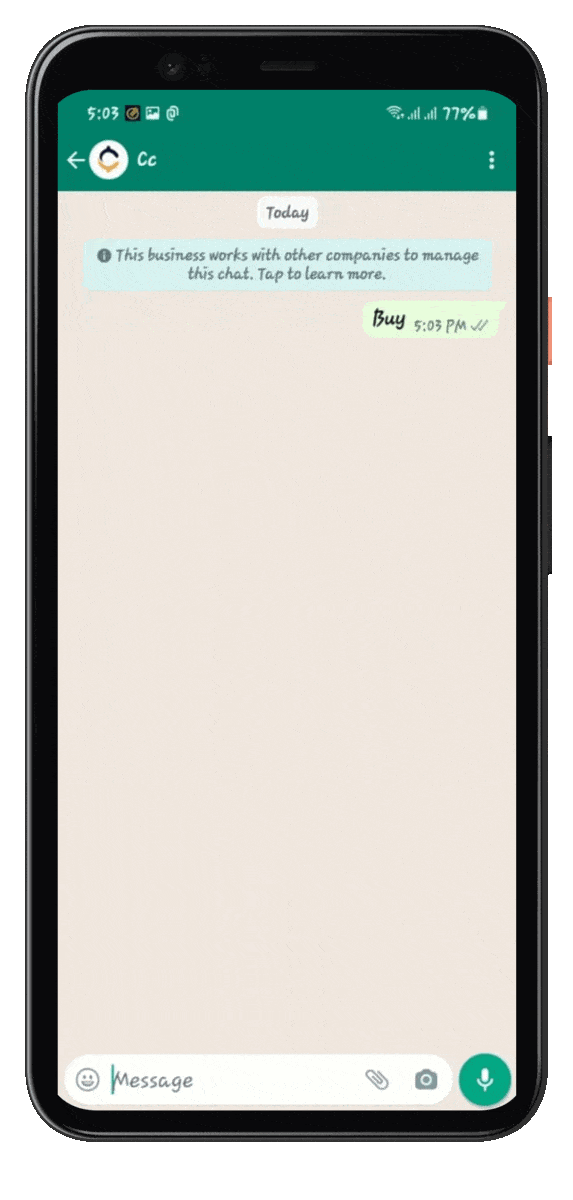 5:03 77%
Cc
Today
This business works with other companies to manage
this chat. Tap to learn more.
Buy 5:03 PM
Message